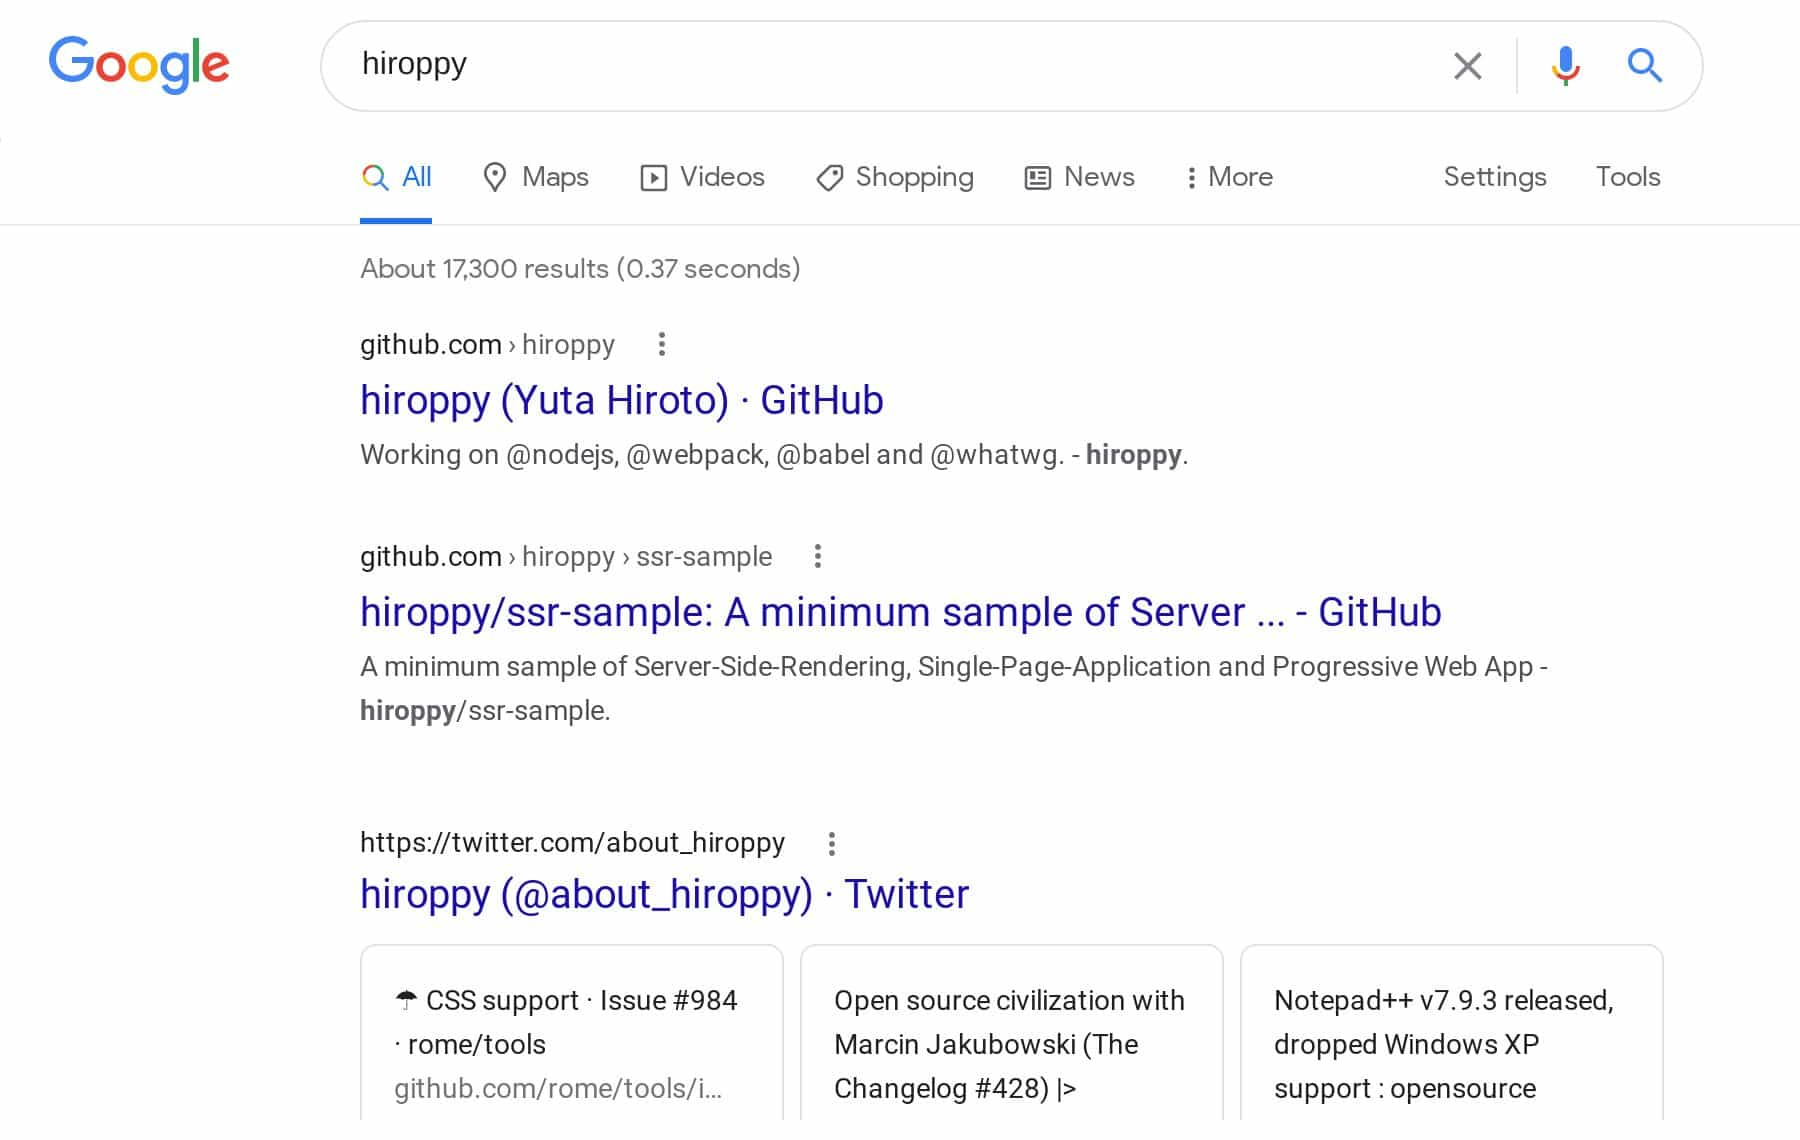 Google
hiroppy
All Maps Videos Shopping News More Settings Tools
About 17,300 results (0.37 seconds)
github.com › hiroppy
hiroppy (Yuta Hiroto) · GitHub
Working on @nodejs, @webpack, @babel and @whatwg. - hiroppy.
github.com › hiroppy › ssr-sample
hiroppy/ssr-sample: A minimum sample of Server ... - GitHub
A minimum sample of Server-Side-Rendering, Single-Page-Application and Progressive Web App -
hiroppy/ssr-sample.
https://twitter.com/about_hiroppy
hiroppy (@about_hiroppy) · Twitter
☂ CSS support · Issue #984
· rome/tools
github.com/rome/tools/i...
Open source civilization with
Marcin Jakubowski (The
Changelog #428) |>
Notepad++ v7.9.3 released,
dropped Windows XP
support : opensource